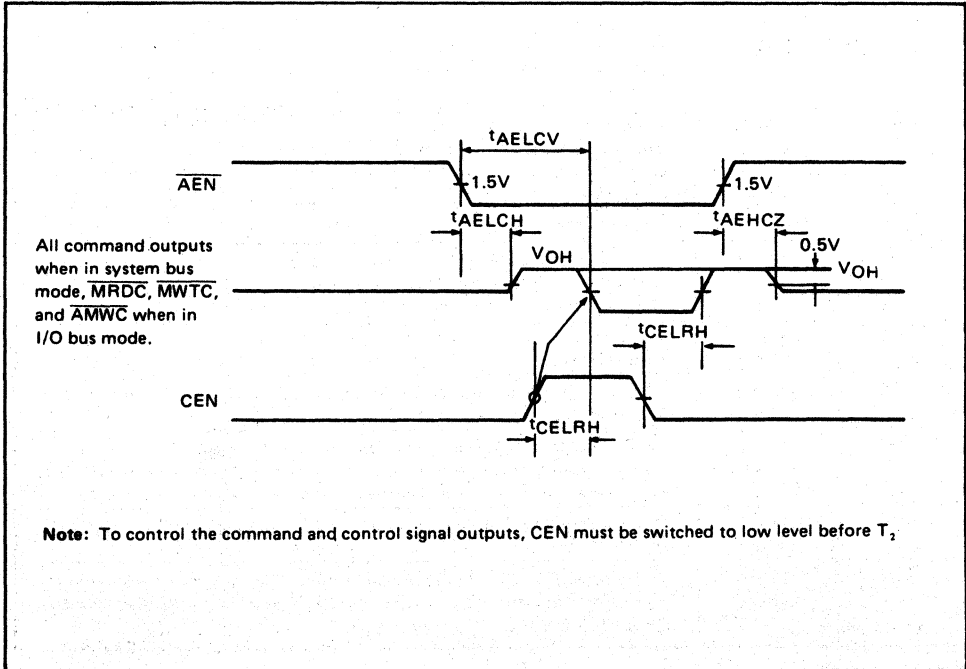 tAELCV
AEN
1.5V
1.5V
tAELCH
tAEHCZ
0.5V
All command outputs
when in system bus
mode, MRDC, MWTC,
and AMWC when in
I/O bus mode.
VOH
VOH
tCELRH
CEN
tCELRH
Note: To control the command and control signal outputs, CEN must be switched to low level before T2